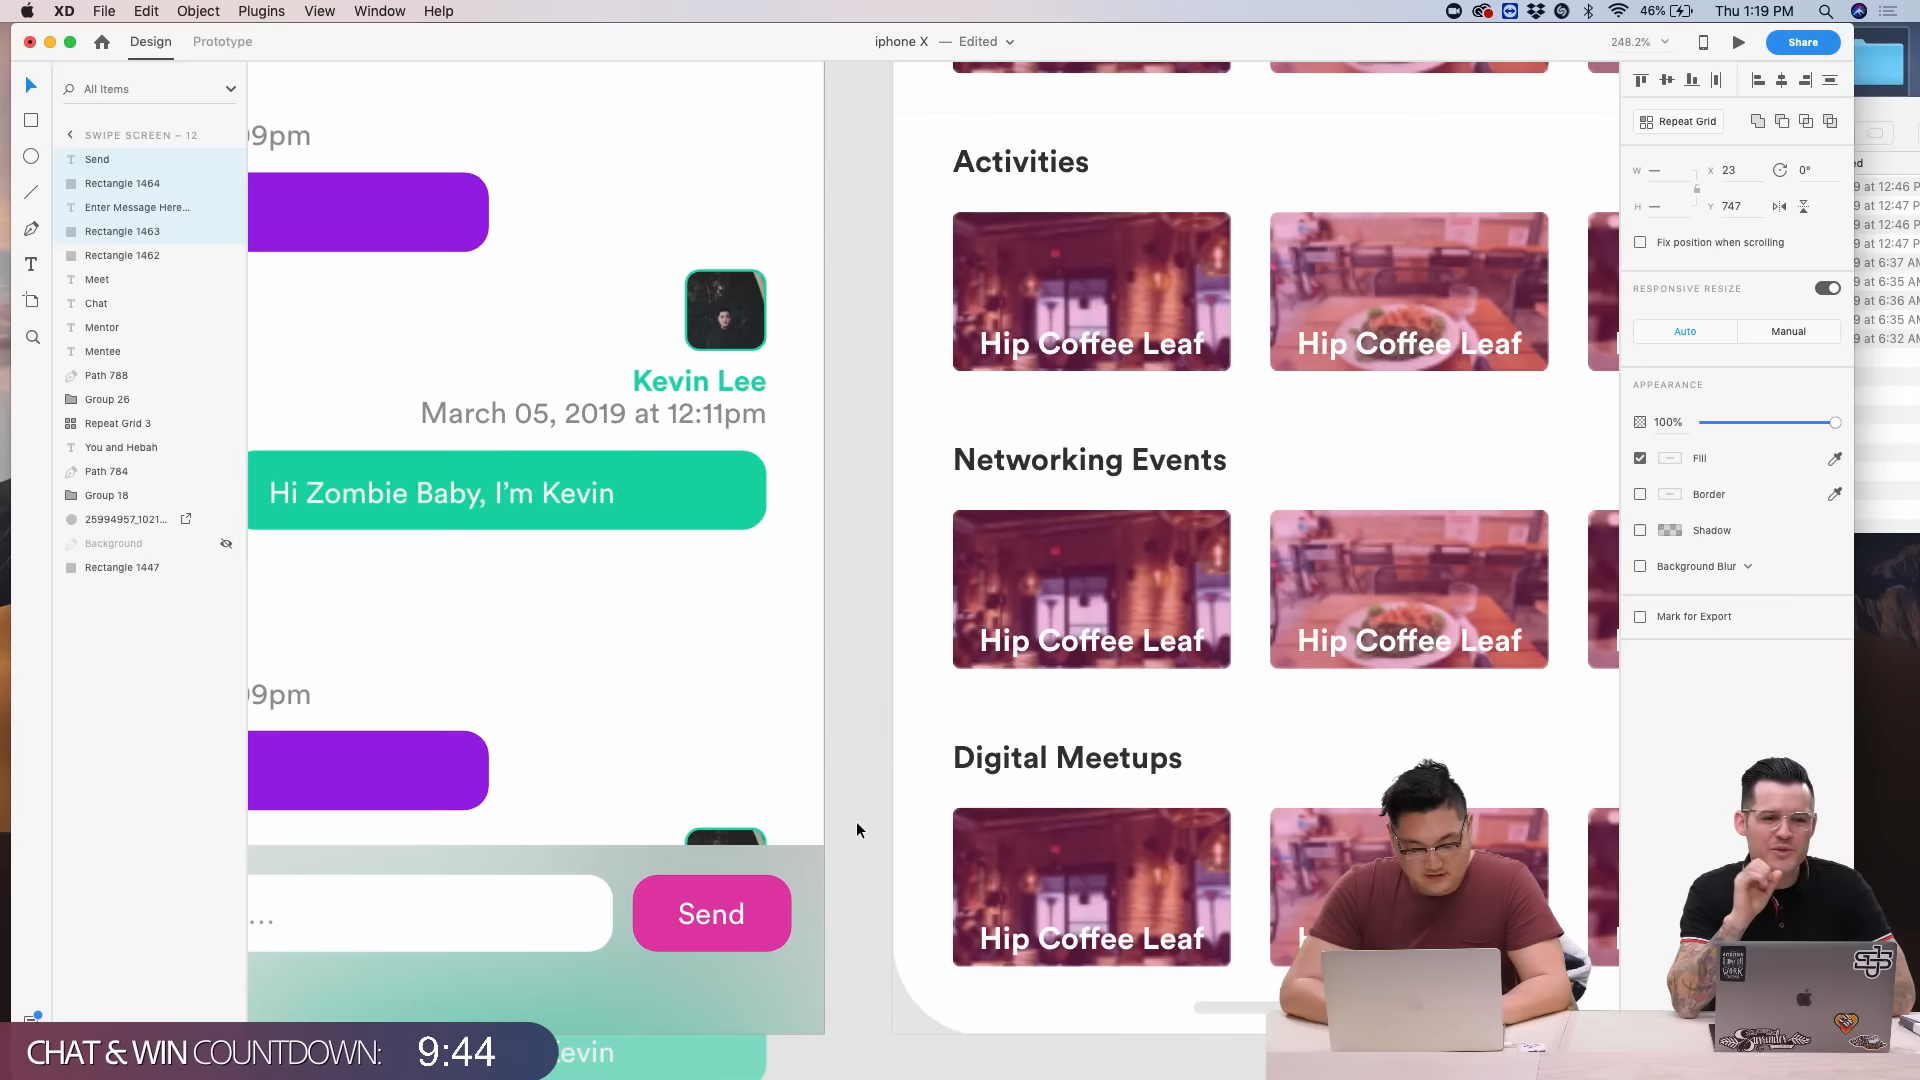 XD File Edit Object Plugins View Window Help
46% Thu 1:19 PM
Design Prototype
iphone X — Edited
248.2%
Share
All Items
SWIPE SCREEN – 12
Send
Rectangle 1464
Enter Message Here...
Rectangle 1463
Rectangle 1462
Meet
Chat
Mentor
Mentee
Path 788
Group 26
Repeat Grid 3
You and Hebah
Path 784
Group 18
25994957_1021...
Background
Rectangle 1447
9pm
Kevin Lee
March 05, 2019 at 12:11pm
Hi Zombie Baby, I'm Kevin
9pm
...
Send
evin
Activities
Hip Coffee Leaf
Hip Coffee Leaf
Networking Events
Hip Coffee Leaf
Hip Coffee Leaf
Digital Meetups
Hip Coffee Leaf
Repeat Grid
W — X 23 0°
H — Y 747
Fix position when scrolling
RESPONSIVE RESIZE
Auto Manual
APPEARANCE
100%
Fill
Border
Shadow
Background Blur
Mark for Export
ed
9 at 12:46 P
9 at 12:47 P
9 at 12:46 P
9 at 12:47 P
9 at 6:37 AM
9 at 6:35 AM
9 at 6:36 AM
9 at 6:35 AM
9 at 6:32 AM
CHAT & WIN COUNTDOWN: 9:44